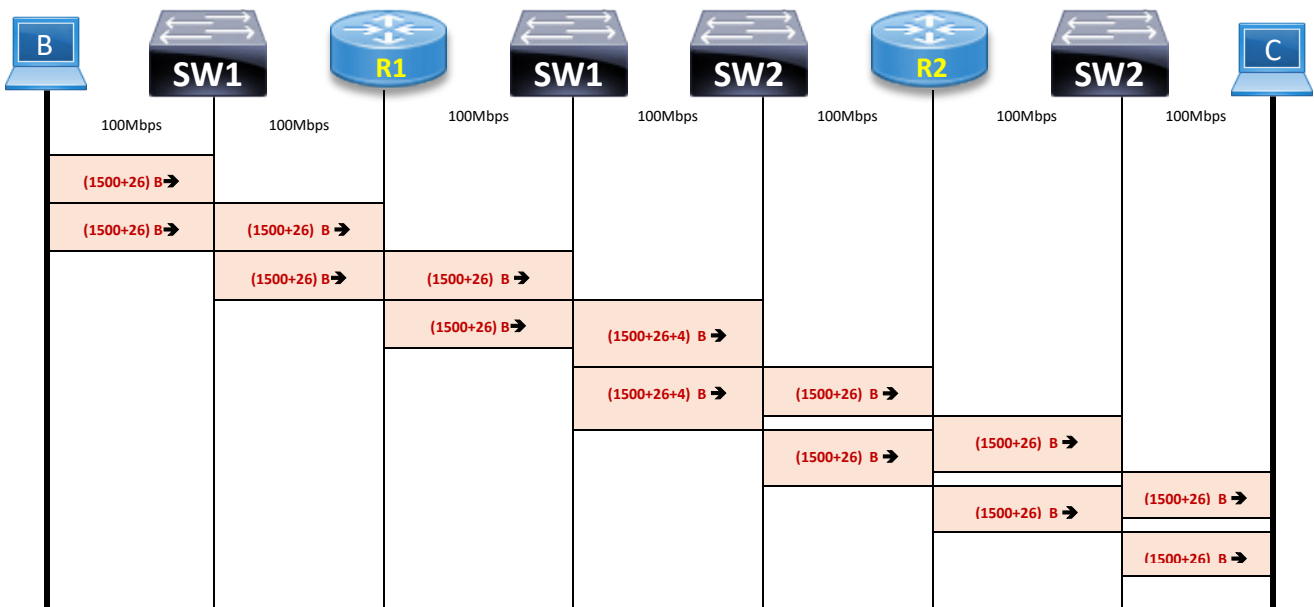 B SW1 R1 SW1 SW2 R2 SW2 C
100Mbps 100Mbps 100Mbps 100Mbps 100Mbps 100Mbps 100Mbps
(1500+26) B➔
(1500+26) B➔ (1500+26) B ➔
(1500+26) B➔ (1500+26) B ➔
(1500+26) B➔ (1500+26+4) B ➔
(1500+26+4) B ➔ (1500+26) B ➔
(1500+26) B ➔ (1500+26) B ➔
(1500+26) B ➔ (1500+26) B ➔
(1500+26) B ➔